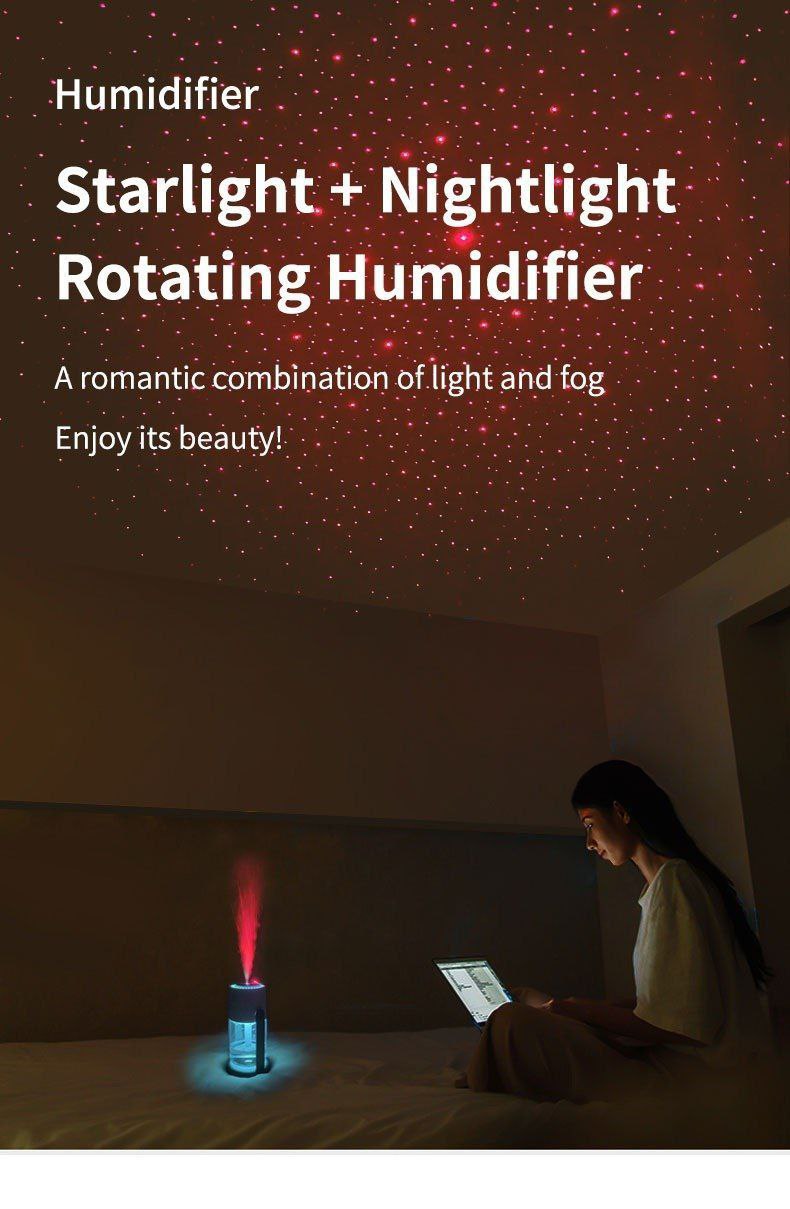 Humidifier
Starlight + Nightlight
Rotating Humidifier
A romantic combination of light and fog
Enjoy its beauty!